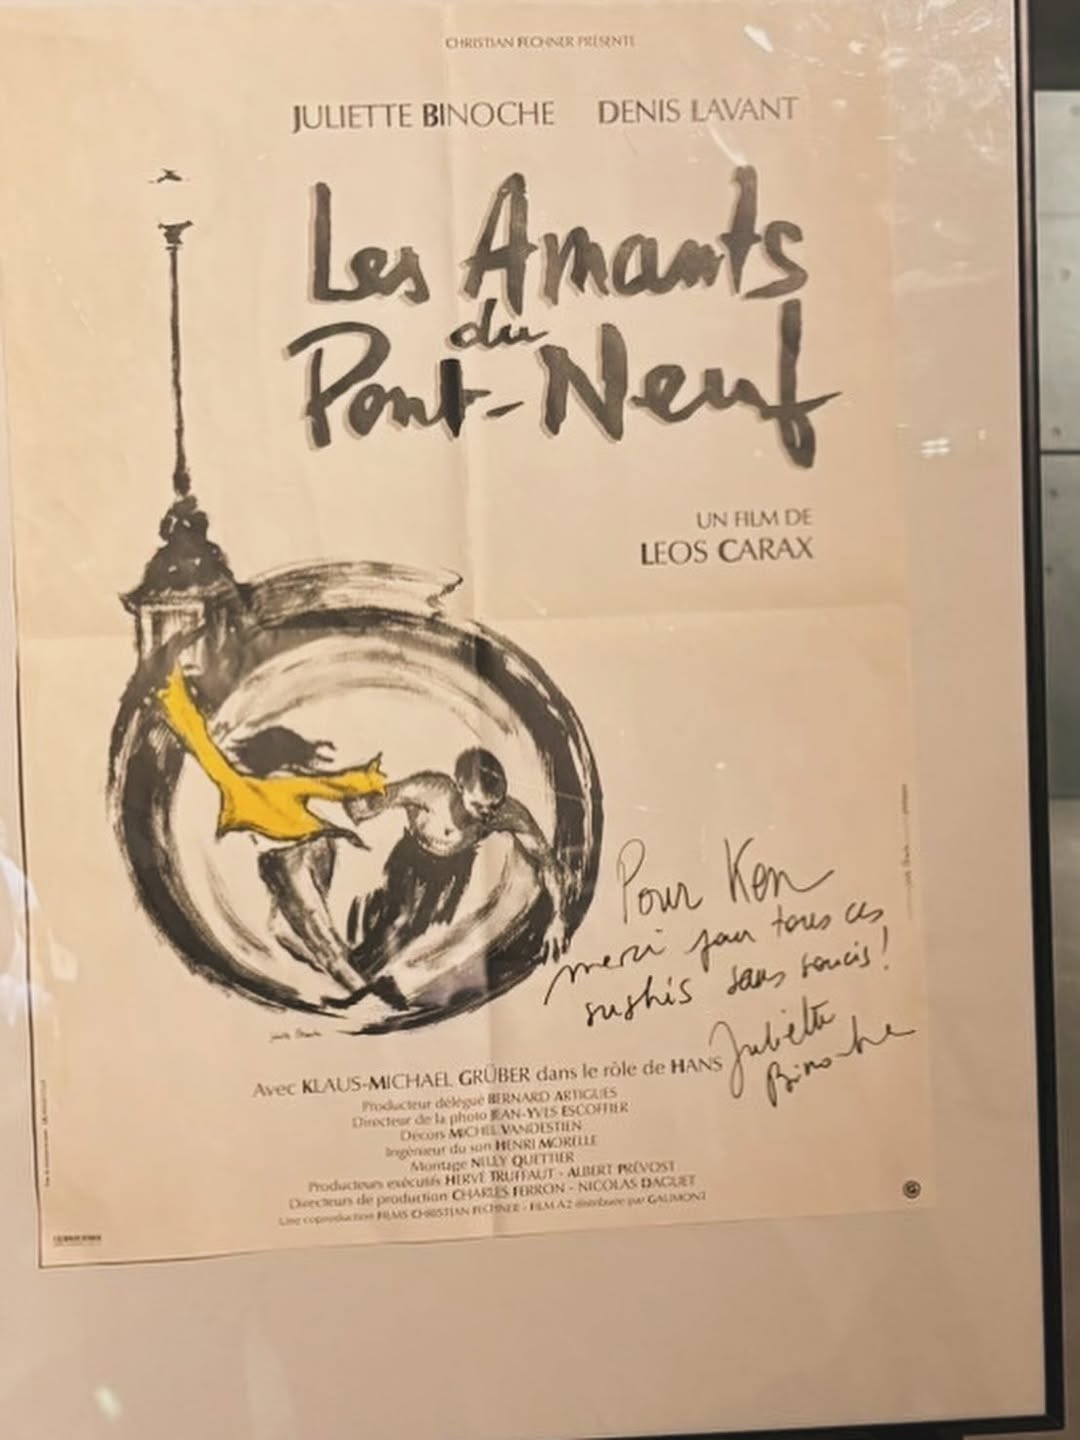 CHRISTIAN FECHNER PRÉSENTE
JULIETTE BINOCHE DENIS LAVANT
Les Amants
du
Pont-Neuf
UN FILM DE
LEOS CARAX
Pour Ken
merci pour tous ces
sushis sans soucis!
Juliette
Binoche
Avec KLAUS-MICHAEL GRÜBER dans le rôle de HANS
Producteur délégué BERNARD ARTIGUES
Directeur de la photo JEAN-YVES ESCOFFIER
Décors MICHEL VANDESTIEN
Ingénieur du son HENRI MORELLE
Montage NELLY QUETTIER
Producteurs exécutifs HERVÉ TRUFFAUT - ALBERT PRÉVOST
Directeurs de production CHARLES FERRON - NICOLAS DAGUET
Une coproduction FILMS CHRISTIAN FECHNER - FILM A2 distribuée par GAUMONT
G